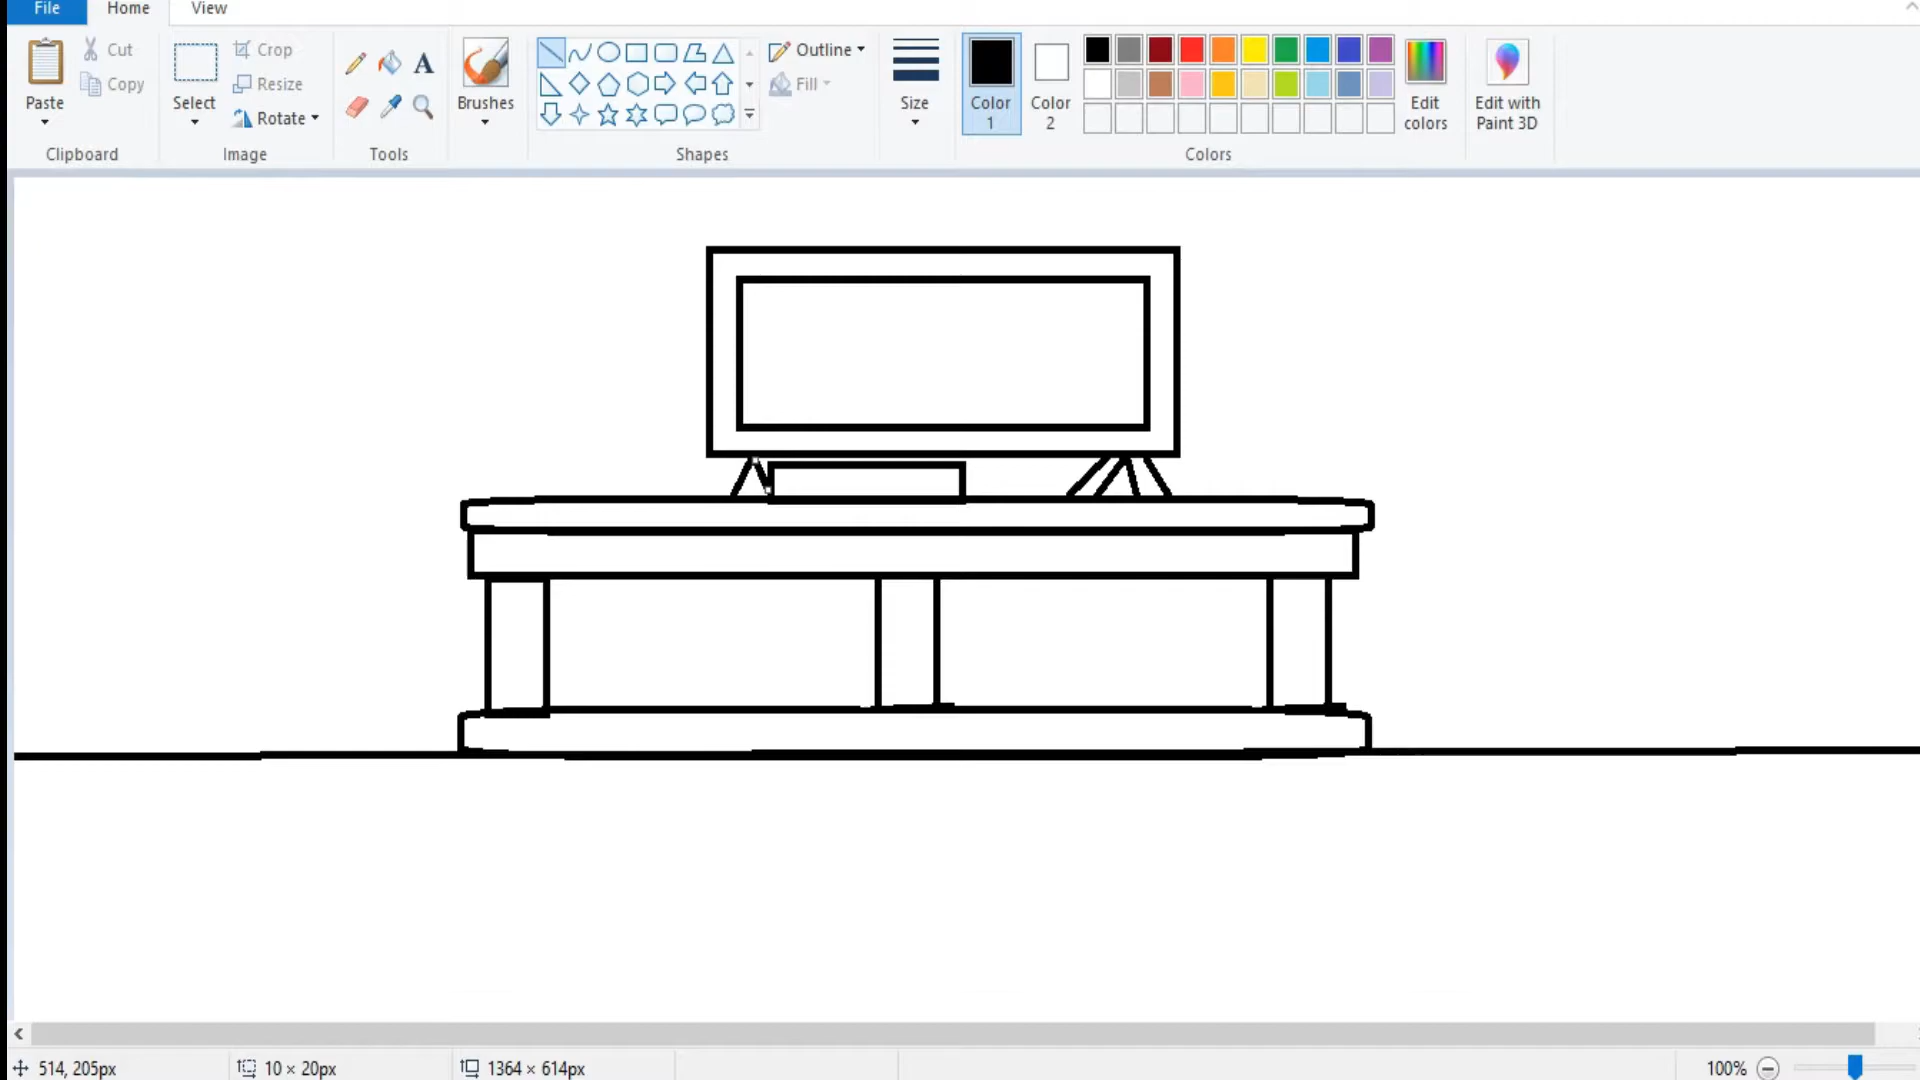 File Home View
Paste Cut Copy
Clipboard
Select Crop Resize Rotate
Image
A
Tools
Brushes
Shapes
Outline
Fill
Size
Color 1
Color 2
Edit colors
Colors
Edit with Paint 3D
514, 205px 10 × 20px 1364 × 614px 100%